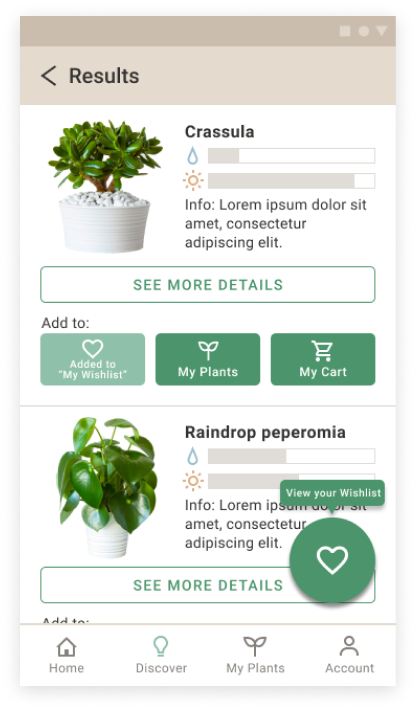 Results
Crassula
Info: Lorem ipsum dolor sit
amet, consectetur
adipiscing elit.
SEE MORE DETAILS
Add to:
Added to
"My Wishlist"
My Plants
My Cart
Raindrop peperomia
View your Wishlist
Info: Lorem ipsum dolor sit
amet, consectetur
adipiscing elit.
SEE MORE DETAILS
Add to:
Home
Discover
My Plants
Account